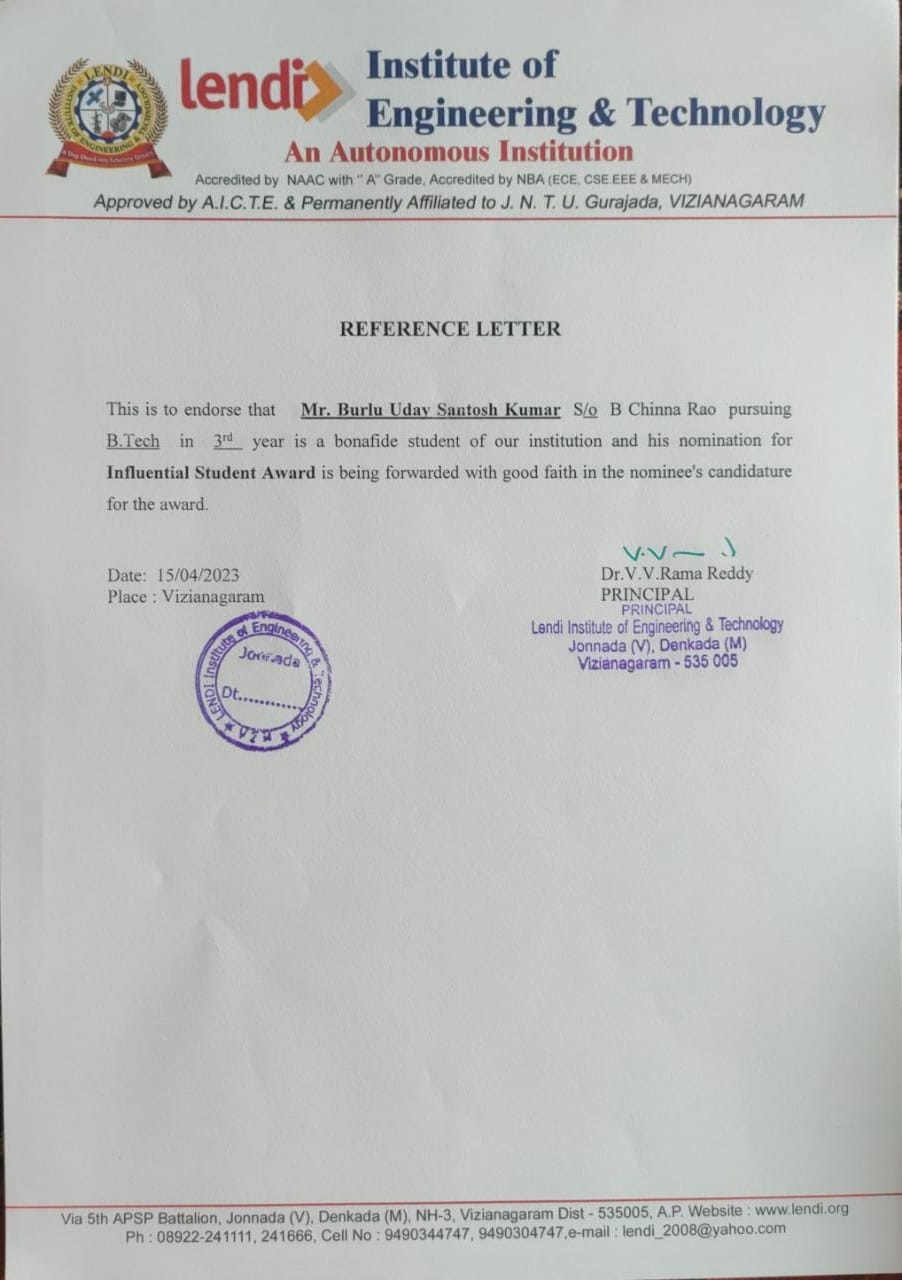 LENDI
INSTITUTE OF ENGINEERING & TECHNOLOGY
lendi
Institute of
Engineering & Technology
An Autonomous Institution
Accredited by NAAC with " A" Grade, Accredited by NBA (ECE, CSE.EEE & MECH)
Approved by A.I.C.T.E. & Permanently Affiliated to J. N. T. U. Gurajada, VIZIANAGARAM
REFERENCE LETTER
This is to endorse that Mr. Burlu Uday Santosh Kumar S/o B Chinna Rao pursuing
B.Tech in 3rd year is a bonafide student of our institution and his nomination for
Influential Student Award is being forwarded with good faith in the nominee's candidature
for the award.
Date: 15/04/2023
Place : Vizianagaram
Dr.V.V.Rama Reddy
PRINCIPAL
PRINCIPAL
Lendi Institute of Engineering & Technology
Jonnada (V), Denkada (M)
Vizianagaram - 535 005
LENDI Institute of Engineering & Technology
Jonnada
Dt............
VZM
Via 5th APSP Battalion, Jonnada (V), Denkada (M), NH-3, Vizianagaram Dist - 535005, A.P. Website : www.lendi.org
Ph : 08922-241111, 241666, Cell No : 9490344747, 9490304747,e-mail : lendi_2008@yahoo.com